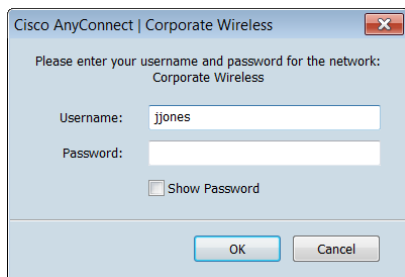 Cisco AnyConnect | Corporate Wireless
Please enter your username and password for the network:
Corporate Wireless
Username: jjones
Password:
Show Password
OK Cancel